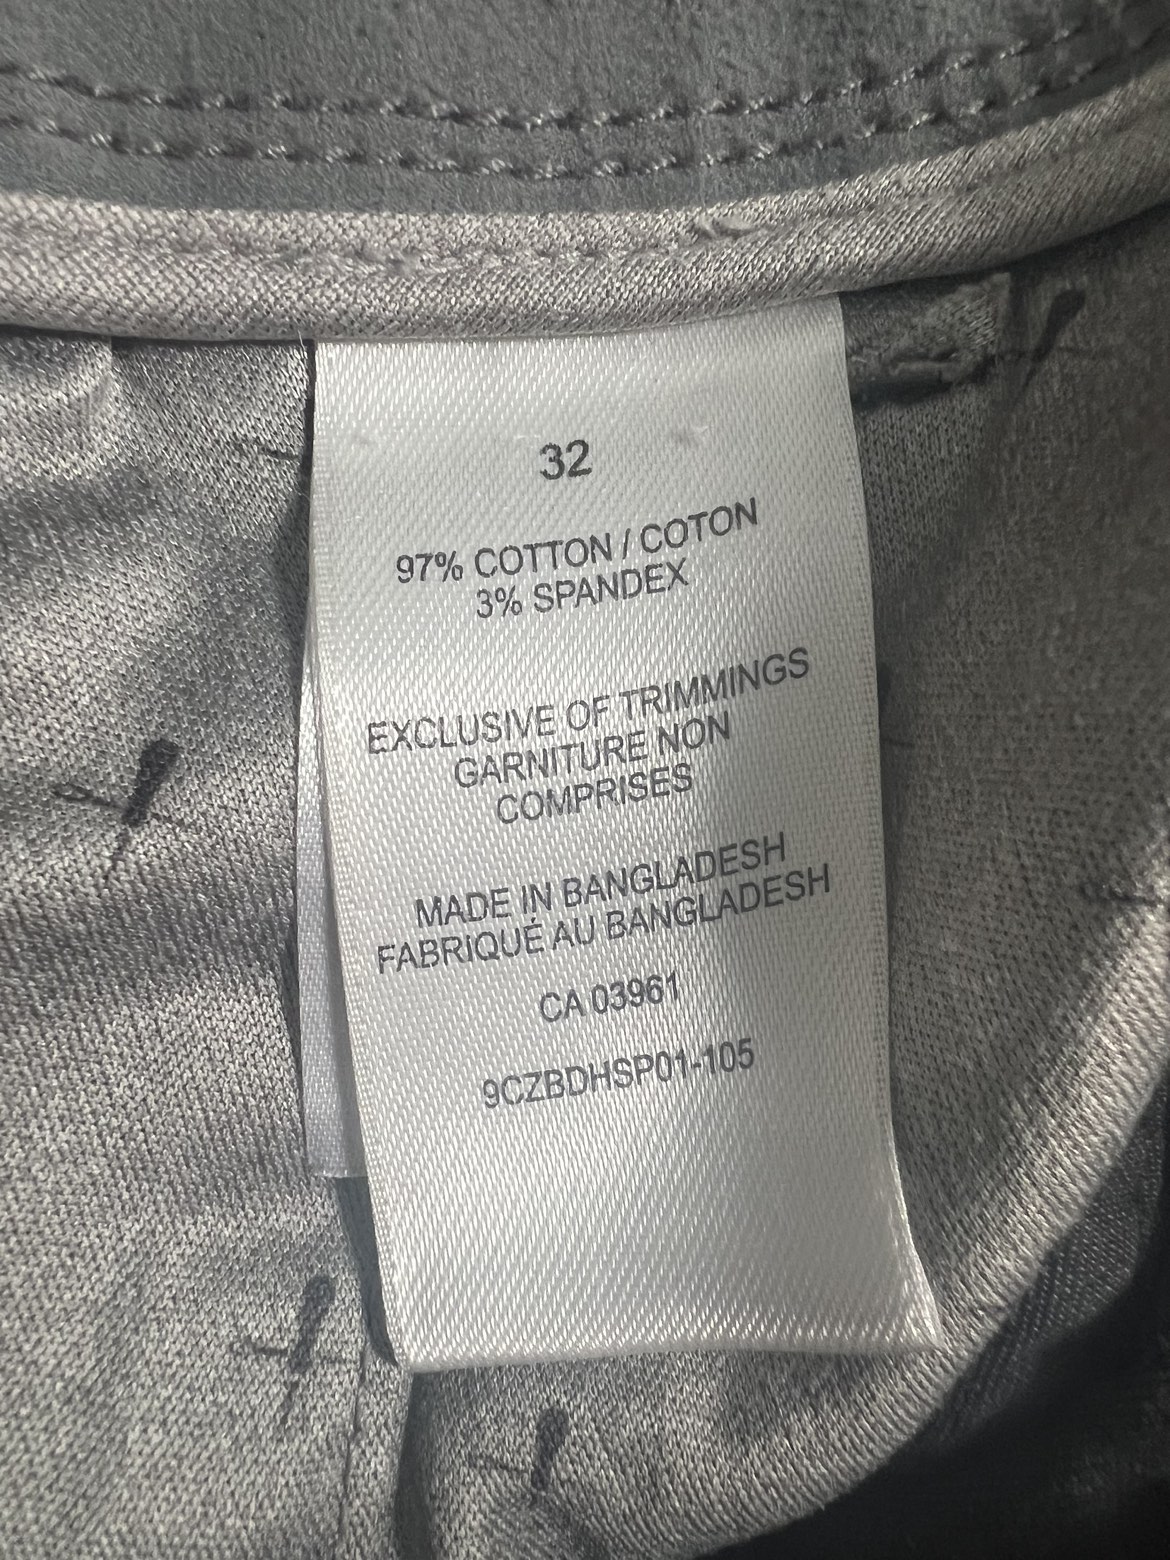 32
97% COTTON / COTON
3% SPANDEX
EXCLUSIVE OF TRIMMINGS
GARNITURE NON
COMPRISES
MADE IN BANGLADESH
FABRIQUÉ AU BANGLADESH
CA 03961
9CZBDHSP01-105